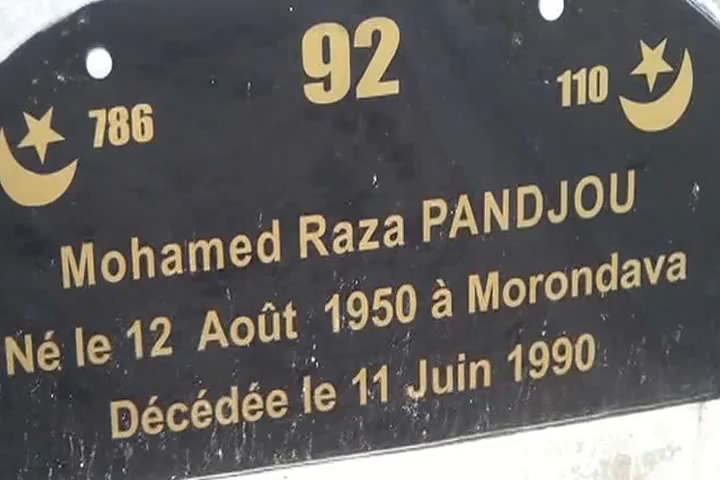 92
786 110
Mohamed Raza PANDJOU
Né le 12 Août 1950 à Morondava
Décédée le 11 Juin 1990